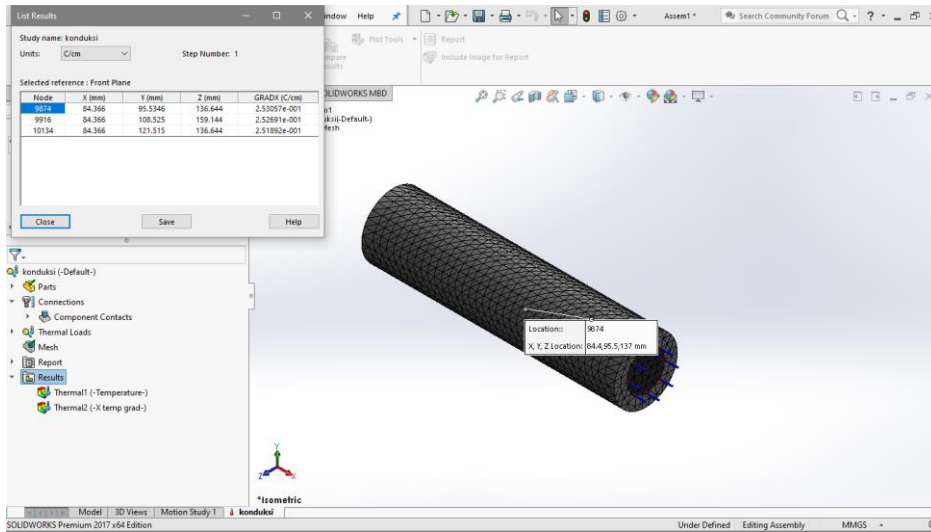 List Results
Window Help
Assem1 *
Search Community Forum
Study name: konduksi
Units: C/cm Step Number: 1
Plot Tools
Report
Include Image for Report
Selected reference : Front Plane
Node X (mm) Y (mm) Z (mm) GRADX (C/cm)
9874 84.366 95.5346 136.644 2.53057e-001
9916 84.366 108.525 159.144 2.52691e-001
10134 84.366 121.515 136.644 2.51892e-001
SOLIDWORKS MBD
Close Save Help
konduksi (-Default-)
Parts
Connections
Component Contacts
Thermal Loads
Mesh
Report
Results
Thermal1 (-Temperature-)
Thermal2 (-X temp grad-)
Location:: 9874
X, Y, Z Location: 84.4,95.5,137 mm
Y
Z
X
*Isometric
Model 3D Views Motion Study 1 konduksi
SOLIDWORKS Premium 2017 x64 Edition
Under Defined Editing Assembly MMGS